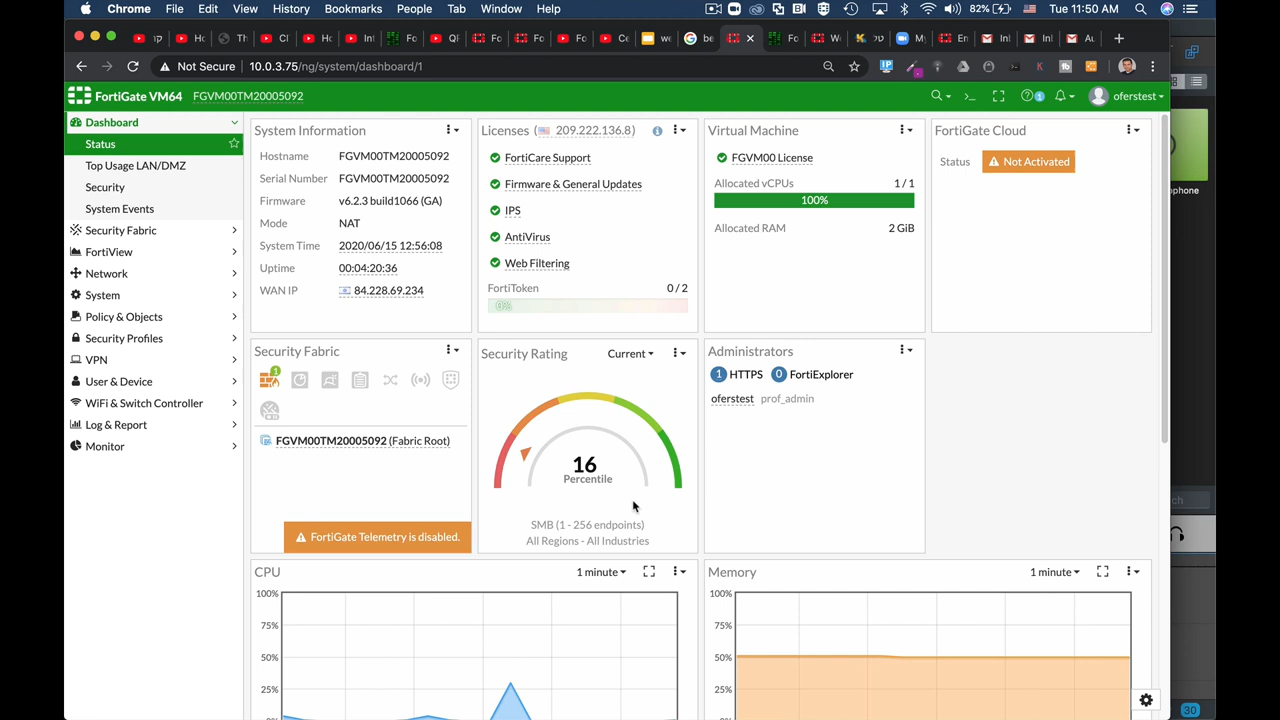 Chrome File Edit View History Bookmarks People Tab Window Help 82% Tue 11:50 AM
Not Secure 10.0.3.75/ng/system/dashboard/1
FortiGate VM64 FGVM00TM20005092
1
oferstest
Dashboard
Status
Top Usage LAN/DMZ
Security
System Events
Security Fabric
FortiView
Network
System
Policy & Objects
Security Profiles
VPN
User & Device
WiFi & Switch Controller
Log & Report
Monitor
System Information
Hostname FGVM00TM20005092
Serial Number FGVM00TM20005092
Firmware v6.2.3 build1066 (GA)
Mode NAT
System Time 2020/06/15 12:56:08
Uptime 00:04:20:36
WAN IP 84.228.69.234
Licenses (209.222.136.8)
FortiCare Support
Firmware & General Updates
IPS
AntiVirus
Web Filtering
FortiToken 0 / 2
0%
Virtual Machine
FGVM00 License
Allocated vCPUs 1 / 1
100%
Allocated RAM 2 GiB
FortiGate Cloud
Status Not Activated
Security Fabric
1
FGVM00TM20005092 (Fabric Root)
FortiGate Telemetry is disabled.
Security Rating Current
16
Percentile
SMB (1 - 256 endpoints)
All Regions - All Industries
Administrators
1 HTTPS 0 FortiExplorer
oferstest prof_admin
CPU 1 minute
100%
75%
50%
25%
Memory 1 minute
100%
75%
50%
25%
30